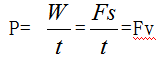 P= W/t = Fs/t =Fv